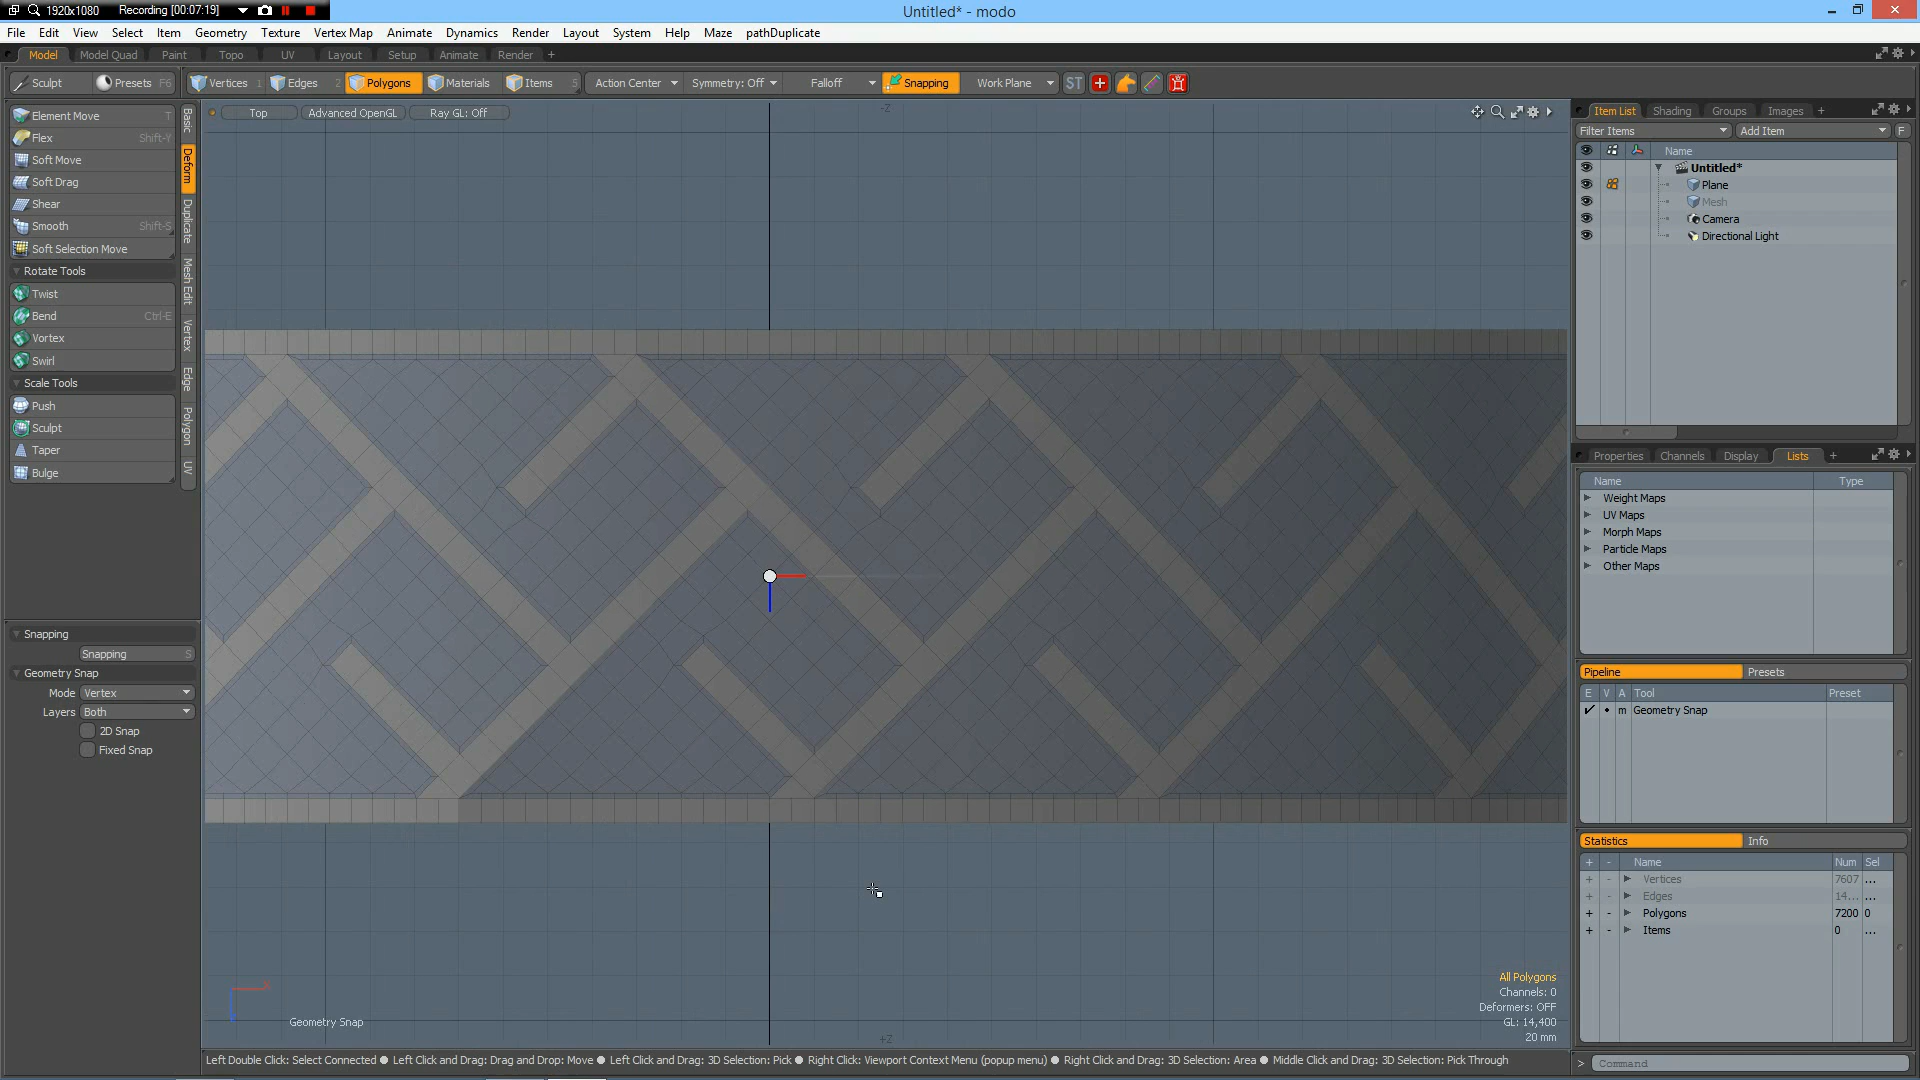 1920x1080 Recording [00:07:19]
Untitled* - modo
File Edit View Select Item Geometry Texture Vertex Map Animate Dynamics Render Layout System Help Maze pathDuplicate
Model Model Quad Paint Topo UV Layout Setup Animate Render +
Sculpt Presets F6 Vertices 1 Edges 2 Polygons Materials Items 5 Action Center Symmetry: Off Falloff Snapping Work Plane ST
Element Move T
Flex Shift-Y
Soft Move
Soft Drag
Shear
Smooth Shift-S
Soft Selection Move
Rotate Tools
Twist
Bend Ctrl-E
Vortex
Swirl
Scale Tools
Push
Sculpt
Taper
Bulge
Basic
Deform
Duplicate
Mesh Edit
Vertex
Edge
Polygon
UV
Snapping
Snapping S
Geometry Snap
Mode Vertex
Layers Both
2D Snap
Fixed Snap
Top Advanced OpenGL Ray GL: Off
-Z
X
Geometry Snap
+Z
All Polygons
Channels: 0
Deformers: OFF
GL: 14,400
20 mm
Left Double Click: Select Connected ● Left Click and Drag: Drag and Drop: Move ● Left Click and Drag: 3D Selection: Pick ● Right Click: Viewport Context Menu (popup menu) ● Right Click and Drag: 3D Selection: Area ● Middle Click and Drag: 3D Selection: Pick Through
Item List Shading Groups Images +
Filter Items Add Item F
Name
Untitled*
Plane
Mesh
Camera
Directional Light
Properties Channels Display Lists +
Name Type
Weight Maps
UV Maps
Morph Maps
Particle Maps
Other Maps
Pipeline Presets
E V A Tool Preset
m Geometry Snap
Statistics Info
+ - Name Num Sel
+ - Vertices 7607 ...
+ - Edges 14... ...
+ - Polygons 7200 0
+ - Items 0 ...
> Command